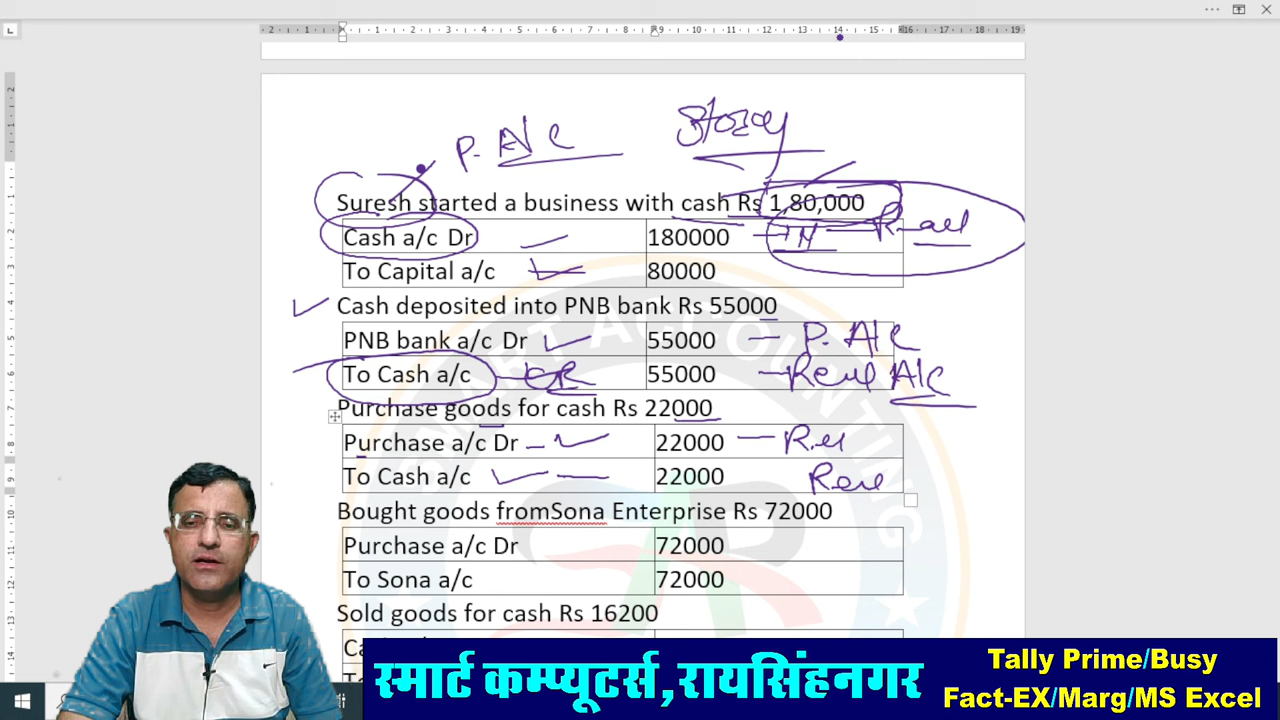 P. A/c Storay
Suresh started a business with cash Rs 1,80,000
Cash a/c Dr 180000
To Capital a/c 80000
Cash deposited into PNB bank Rs 55000
PNB bank a/c Dr 55000 – P. A/c
To Cash a/c 55000 A/c
Purchase goods for cash Rs 22000
Purchase a/c Dr 22000
To Cash a/c 22000
Bought goods fromSona Enterprise Rs 72000
Purchase a/c Dr 72000
To Sona a/c 72000
Sold goods for cash Rs 16200
स्मार्ट कम्प्यूटर्स,रायसिंहनगर
Tally Prime/Busy
Fact-EX/Marg/MS Excel